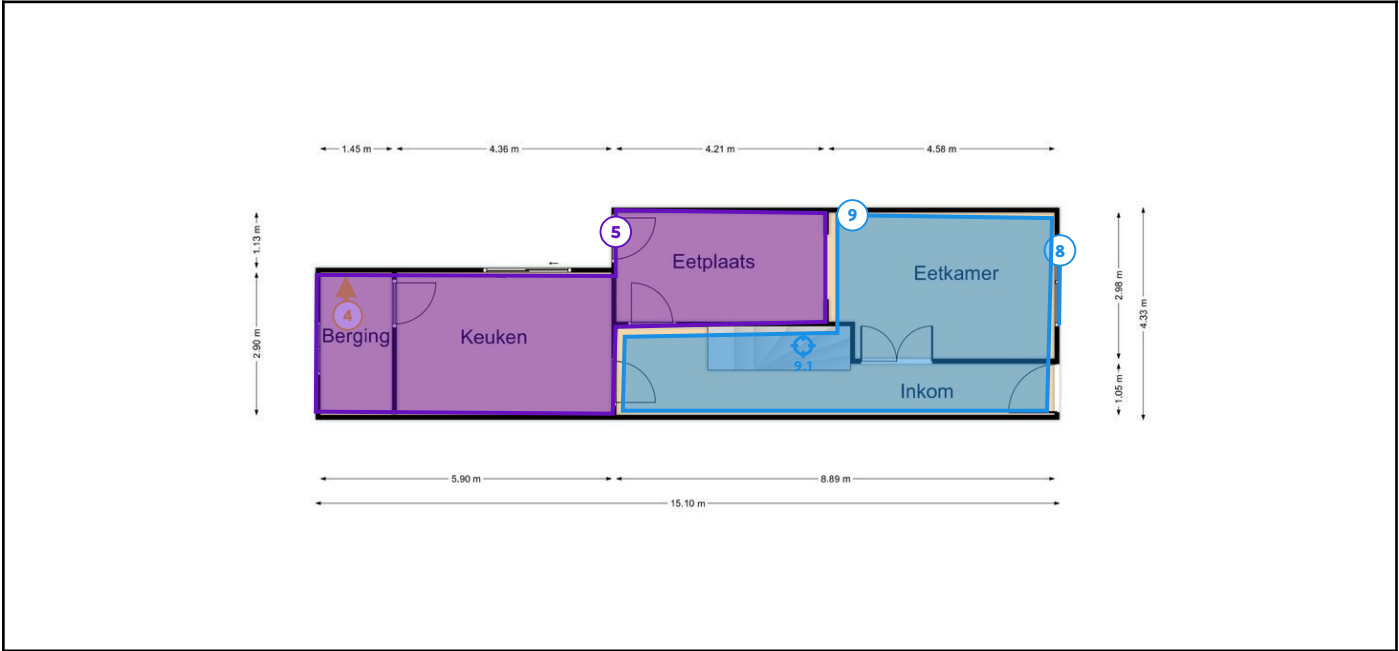 1.45 m
4.36 m
4.21 m
4.58 m
1.13 m
2.90 m
5
9
8
Eetplaats
Eetkamer
4
Berging
Keuken
9.1
Inkom
2.98 m
4.33 m
1.05 m
5.90 m
8.89 m
15.10 m